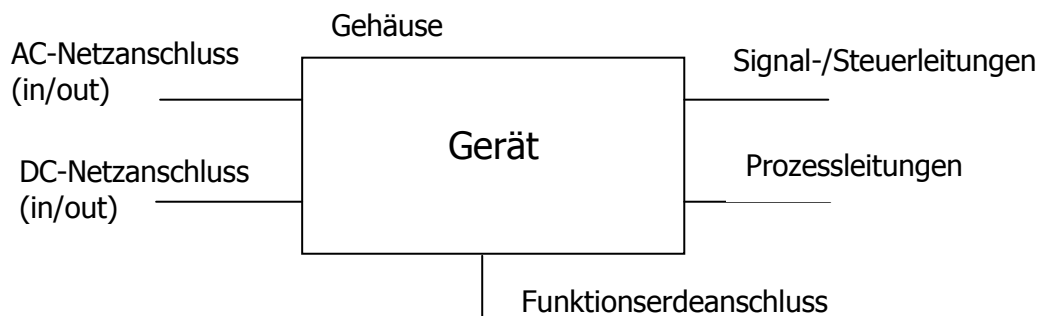 Gehäuse
AC-Netzanschluss
(in/out)
Signal-/Steuerleitungen
Gerät
DC-Netzanschluss
(in/out)
Prozessleitungen
Funktionserdeanschluss